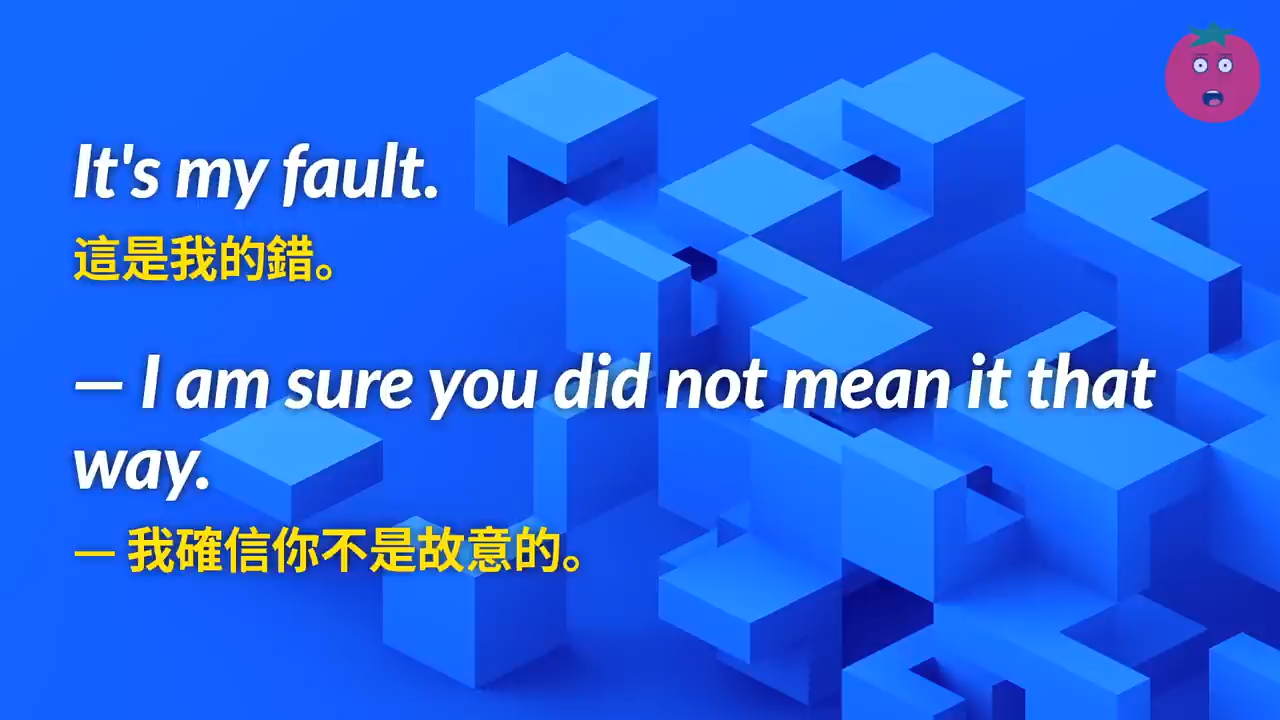 It's my fault.
這是我的錯。
— I am sure you did not mean it that
way.
— 我確信你不是故意的。